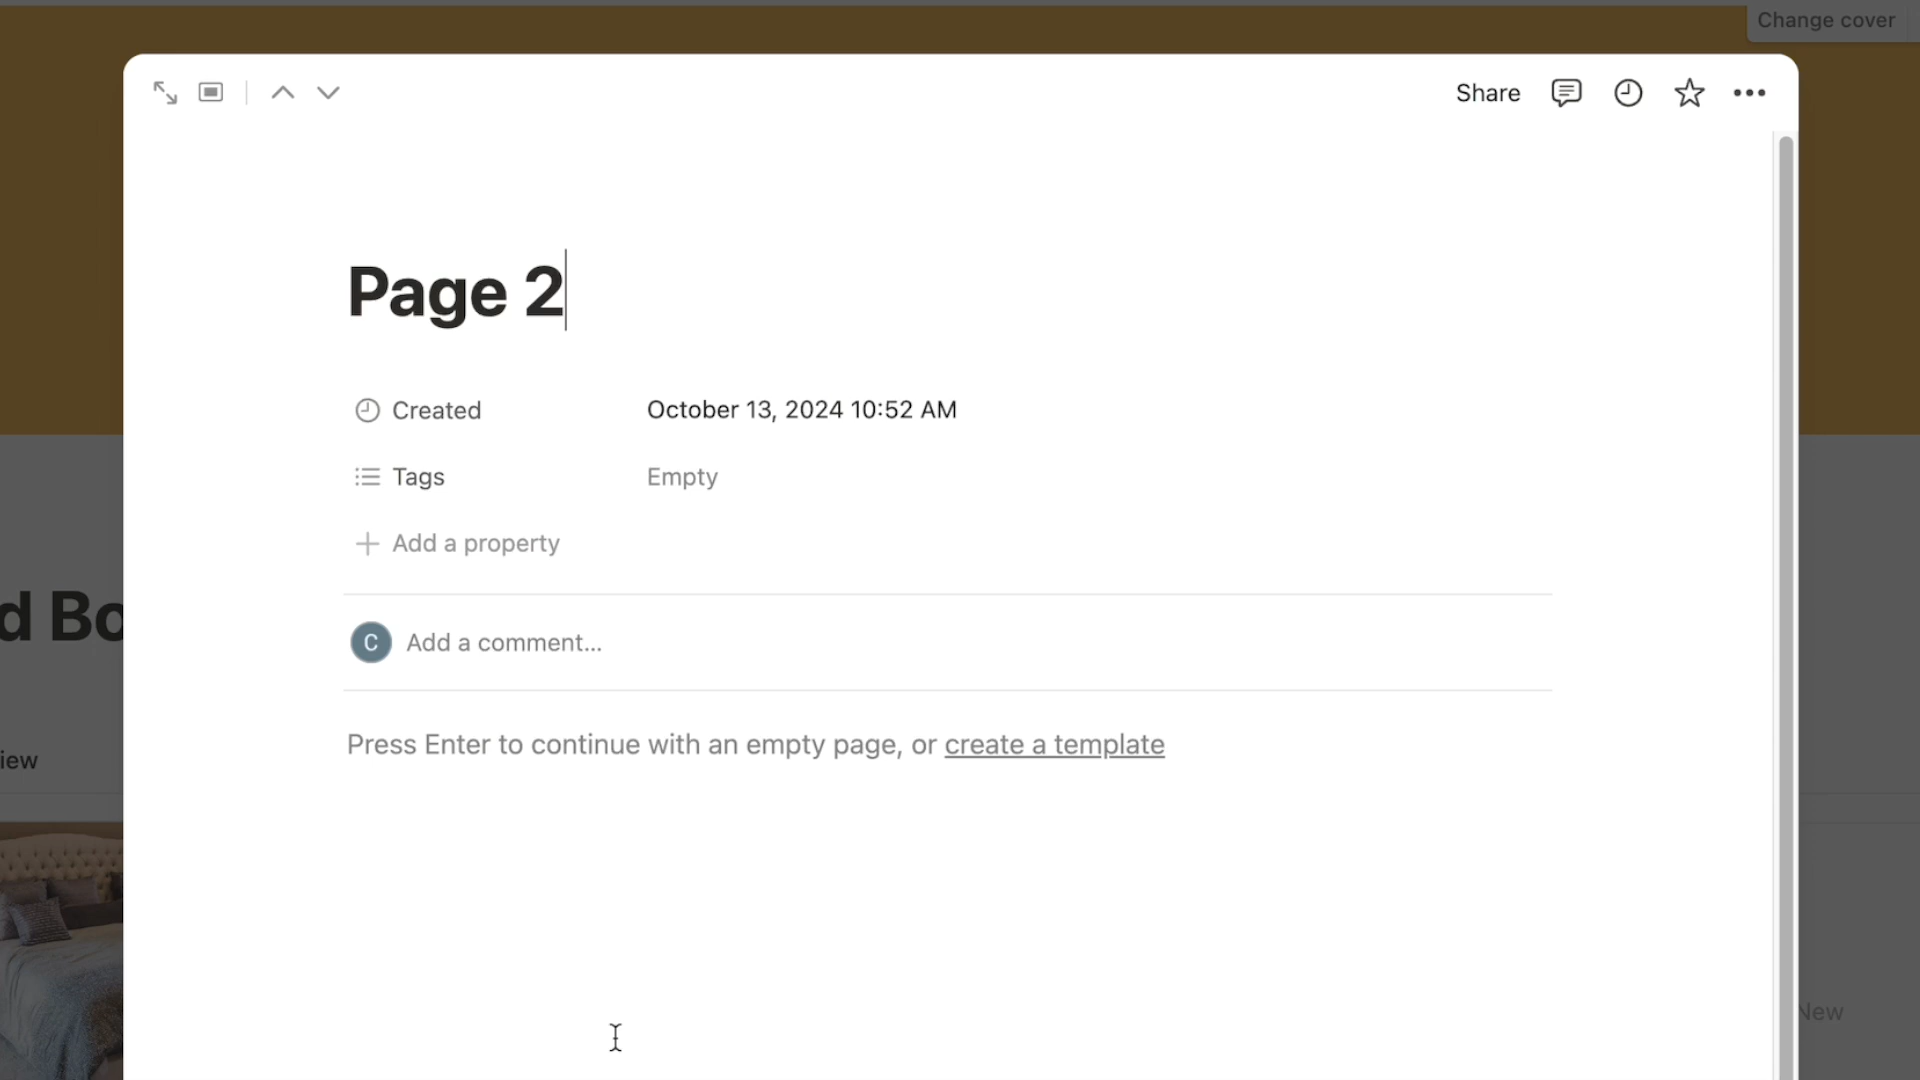 Change cover
Share
Page 2
Created October 13, 2024 10:52 AM
Tags Empty
Add a property
d Bo
C Add a comment...
Press Enter to continue with an empty page, or create a template
iew
New